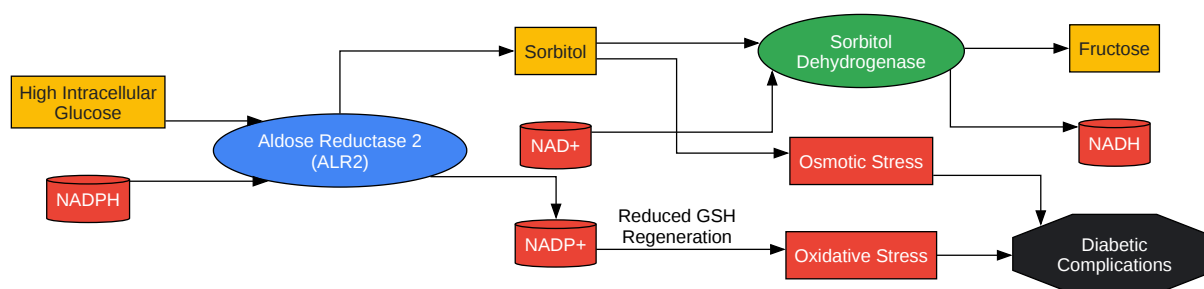 High Intracellular
Glucose
NADPH
Aldose Reductase 2
(ALR2)
Sorbitol
NAD+
NADP+
Reduced GSH
Regeneration
Sorbitol
Dehydrogenase
Osmotic Stress
Oxidative Stress
Fructose
NADH
Diabetic
Complications